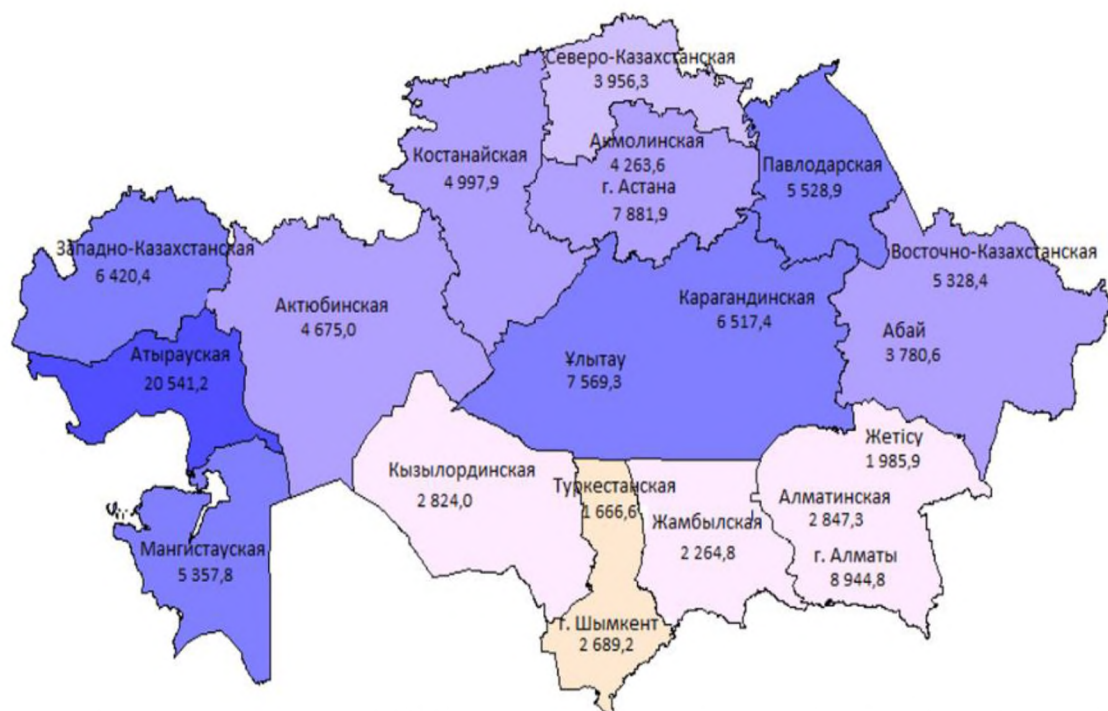 Северо-Казахстанская
3 956,3
Акмолинская
4 263,6
г. Астана
7 881,9
Костанайская
4 997,9
Павлодарская
5 528,9
Западно-Казахстанская
6 420,4
Восточно-Казахстанская
5 328,4
Актюбинская
4 675,0
Карагандинская
6 517,4
Абай
3 780,6
Атырауская
20 541,2
Ұлытау
7 569,3
Жетісу
1 985,9
Кызылординская
2 824,0
Туркестанская
1 666,6
Алматинская
2 847,3
Жамбылская
2 264,8
г. Алматы
8 944,8
Мангистауская
5 357,8
г. Шымкент
2 689,2